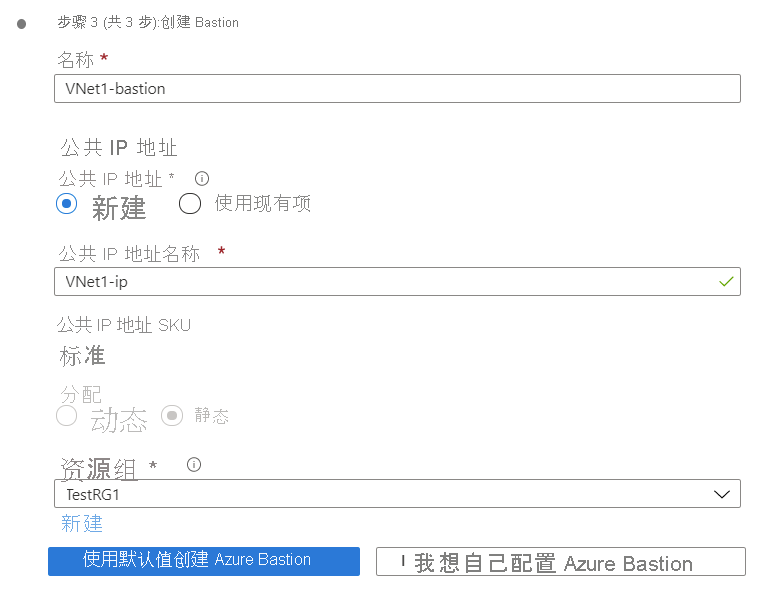 步骤 3 (共 3 步):创建 Bastion
名称 *
VNet1-bastion
公共 IP 地址
公共 IP 地址 *
新建 使用现有项
公共 IP 地址名称 *
VNet1-ip
公共 IP 地址 SKU
标准
分配
动态 静态
资源组 *
TestRG1
新建
使用默认值创建 Azure Bastion I 我想自己配置 Azure Bastion